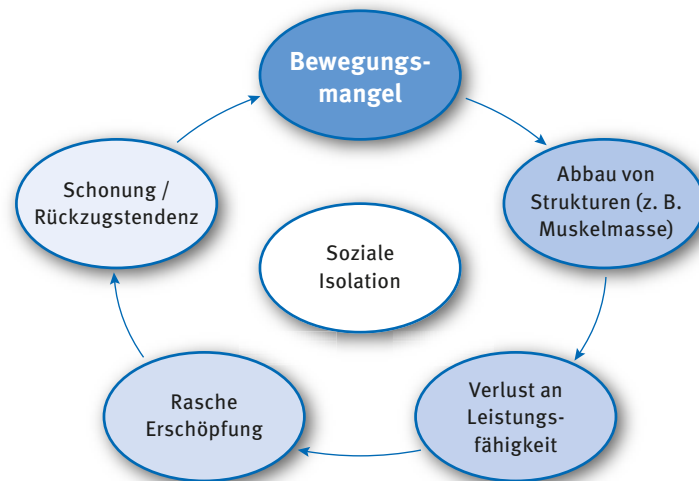 Bewegungs-
mangel
Abbau von
Strukturen (z. B.
Muskelmasse)
Verlust an
Leistungs-
fähigkeit
Rasche
Erschöpfung
Schonung /
Rückzugstendenz
Soziale
Isolation